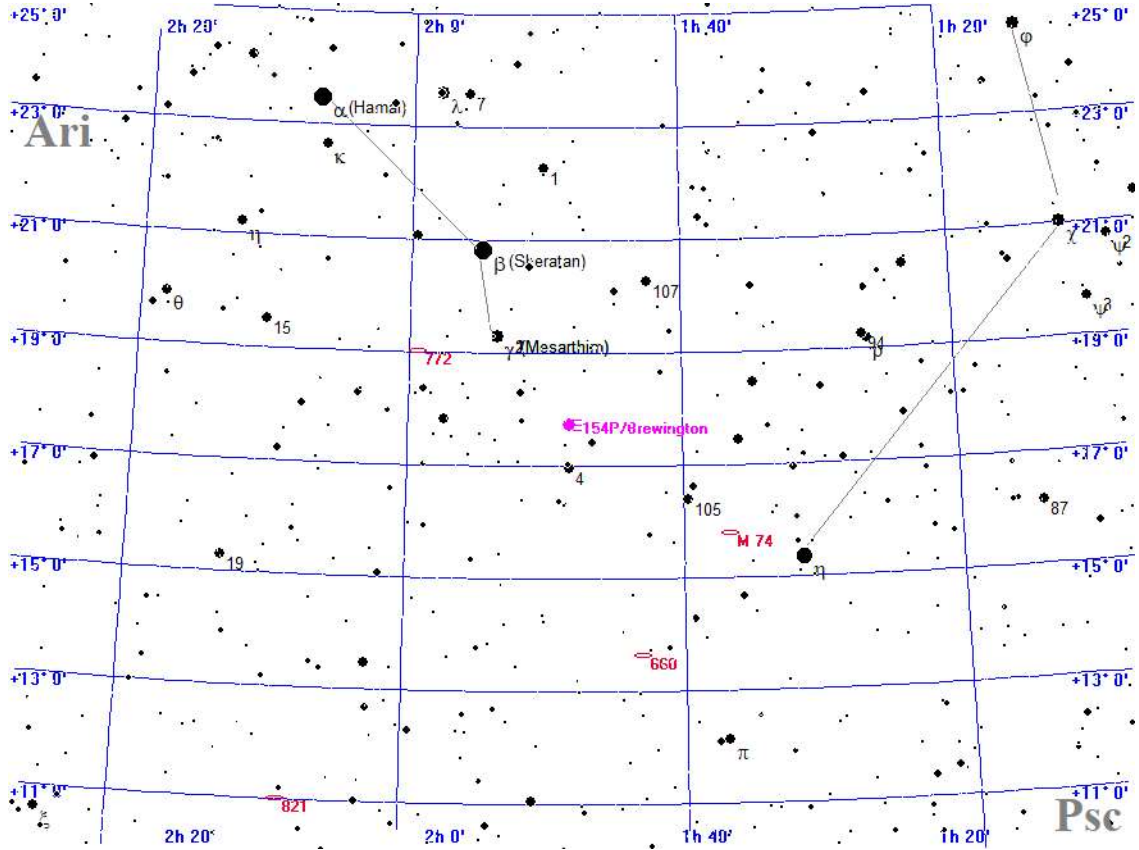 +25° 0'
2h 20'
2h 9'
1h 40'
1h 20'
+25° 0'
φ
α (Hamal)
λ
7
+23° 0'
+23° 0'
Ari
κ
1
+21° 0'
η
+21° 0'
χ
ψ2
β (Sheratan)
107
θ
ψ3
15
+19° 0'
94
ρ
+19° 0'
772
γ2 (Mesarthim)
154P/Brewington
+17° 0'
+17° 0'
4
105
87
M 74
19
η
+15° 0'
+15° 0'
660
+13° 0'
+13° 0'
π
+11° 0'
+11° 0'
821
ξ
Psc
2h 20'
2h 0'
1h 40'
1h 20'